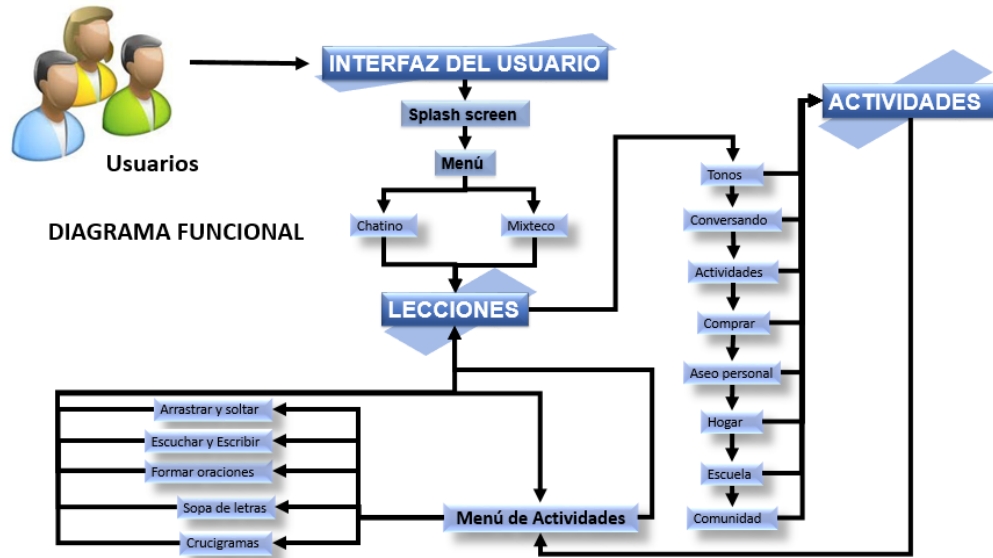 INTERFAZ DEL USUARIO
ACTIVIDADES
Splash screen
Usuarios
Menú
Tonos
DIAGRAMA FUNCIONAL
Chatino
Mixteco
Conversando
Actividades
LECCIONES
Comprar
Aseo personal
Hogar
Escuela
Comunidad
Arrastrar y soltar
Escuchar y Escribir
Formar oraciones
Sopa de letras
Crucigramas
Menú de Actividades